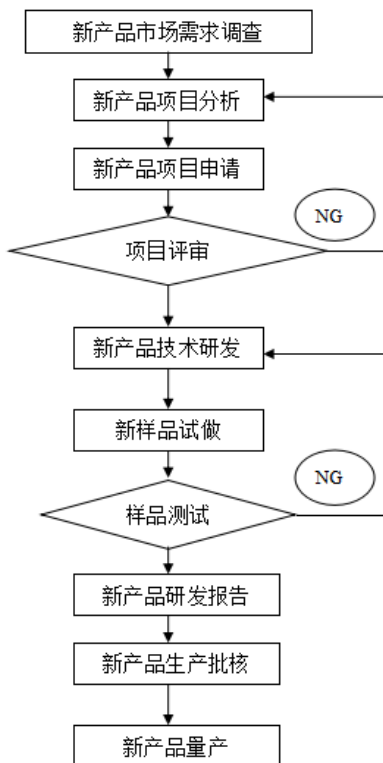 新产品市场需求调查
新产品项目分析
新产品项目申请
NG
项目评审
新产品技术研发
新样品试做
NG
样品测试
新产品研发报告
新产品生产批核
新产品量产